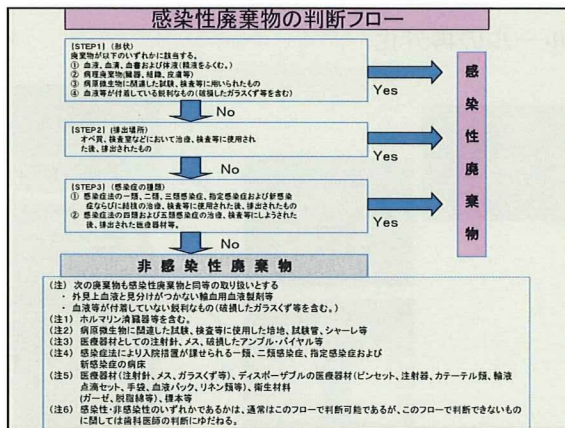 感染性廃棄物の判断フロー
[STEP1] (形状)
廃棄物が以下のいずれかに該当する。
① 血液、血清、血漿および体液(精液をふくむ。)
② 病理廃棄物(臓器、組織、皮膚等)
③ 病原微生物に関連した試験、検査等に用いられたもの
④ 血液等が付着している鋭利なもの(破損したガラスくず等を含む)
Yes
No
[STEP2] (排出場所)
オペ質、検査室などにおいて治療、検査等に使用され
た後、排出されたもの
Yes
No
[STEP3] (感染症の種類)
① 感染症法の一類、二類、三類感染症、指定感染症および新感染
症ならびに結核の治療、検査等に使用された後、排出されたもの
② 感染症法の四類および五類感染症の治療、検査等にしようされた
後、排出された医療器材等。
Yes
No
感染性廃棄物
非感染性廃棄物
(注) 次の廃棄物も感染性廃棄物と同等の取り扱いとする
・ 外見上血液と見分けがつかない輸血用血液製剤等
・ 血液等が付着していない鋭利なもの(破損したガラスくず等を含む。)
(注1) ホルマリン漬臓器等を含む。
(注2) 病原微生物に関連した試験、検査等に使用した培地、試験管、シャーレ等
(注3) 医療器材としての注射針、メス、破損したアンプル・バイヤル等
(注4) 感染症法により入院措置が課せられる一類、二類感染症、指定感染症および
新感染症の病床
(注5) 医療器材(注射針、メス、ガラスくず等)、ディスポーザブルの医療器材(ピンセット、注射器、カテーテル類、輸液
点滴セット、手袋、血液パック、リネン類等)、衛生材料
(ガーゼ、脱脂綿等)、標本等
(注6) 感染性・非感染性のいずれかであるかは、通常はこのフローで判断可能であるが、このフローで判断できないもの
に関しては歯科医師の判断にゆだねる。